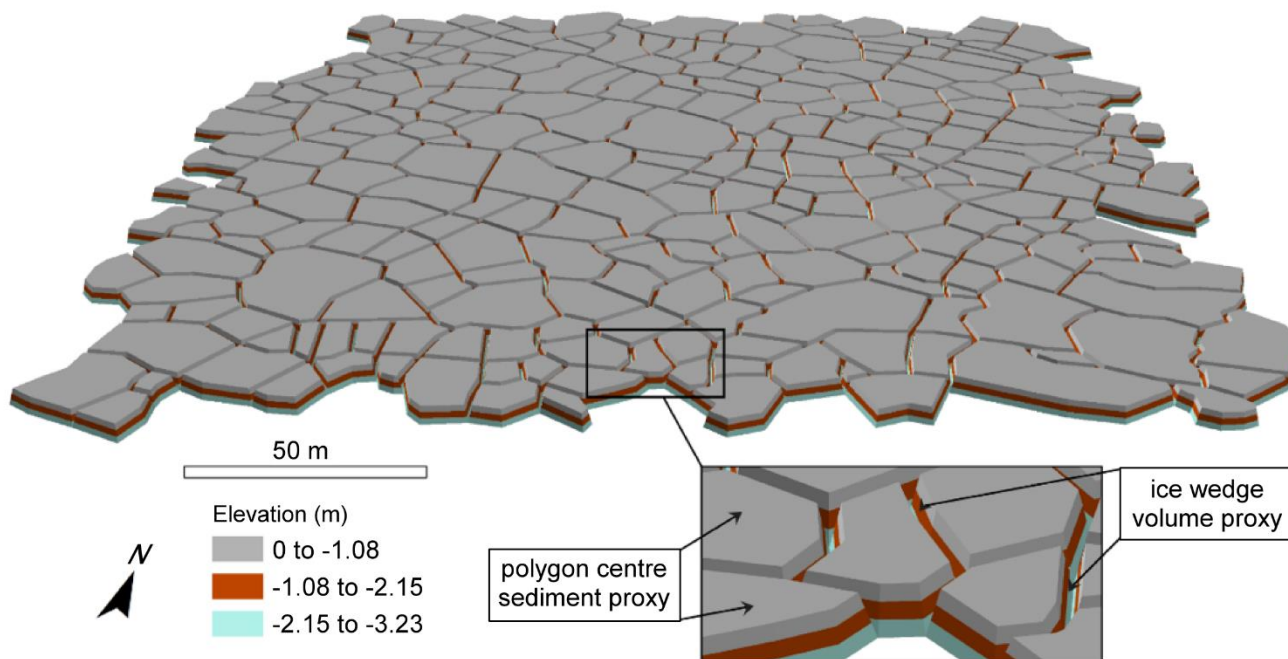 50 m
Elevation (m)
0 to -1.08
-1.08 to -2.15
-2.15 to -3.23
N
polygon centre
sediment proxy
ice wedge
volume proxy